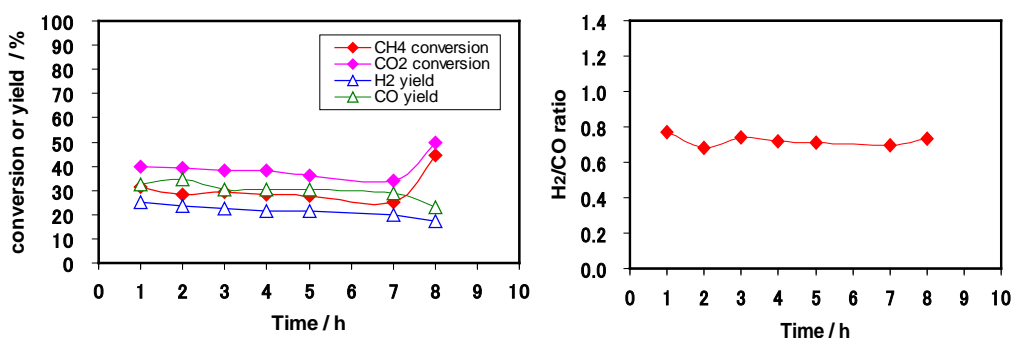 conversion or yield / %
100
90
80
70
60
50
40
30
20
10
0
CH4 conversion
CO2 conversion
H2 yield
CO yield
0 1 2 3 4 5 6 7 8 9 10
Time / h
H2/CO ratio
1.4
1.2
1.0
0.8
0.6
0.4
0.2
0.0
0 1 2 3 4 5 6 7 8 9 10
Time / h